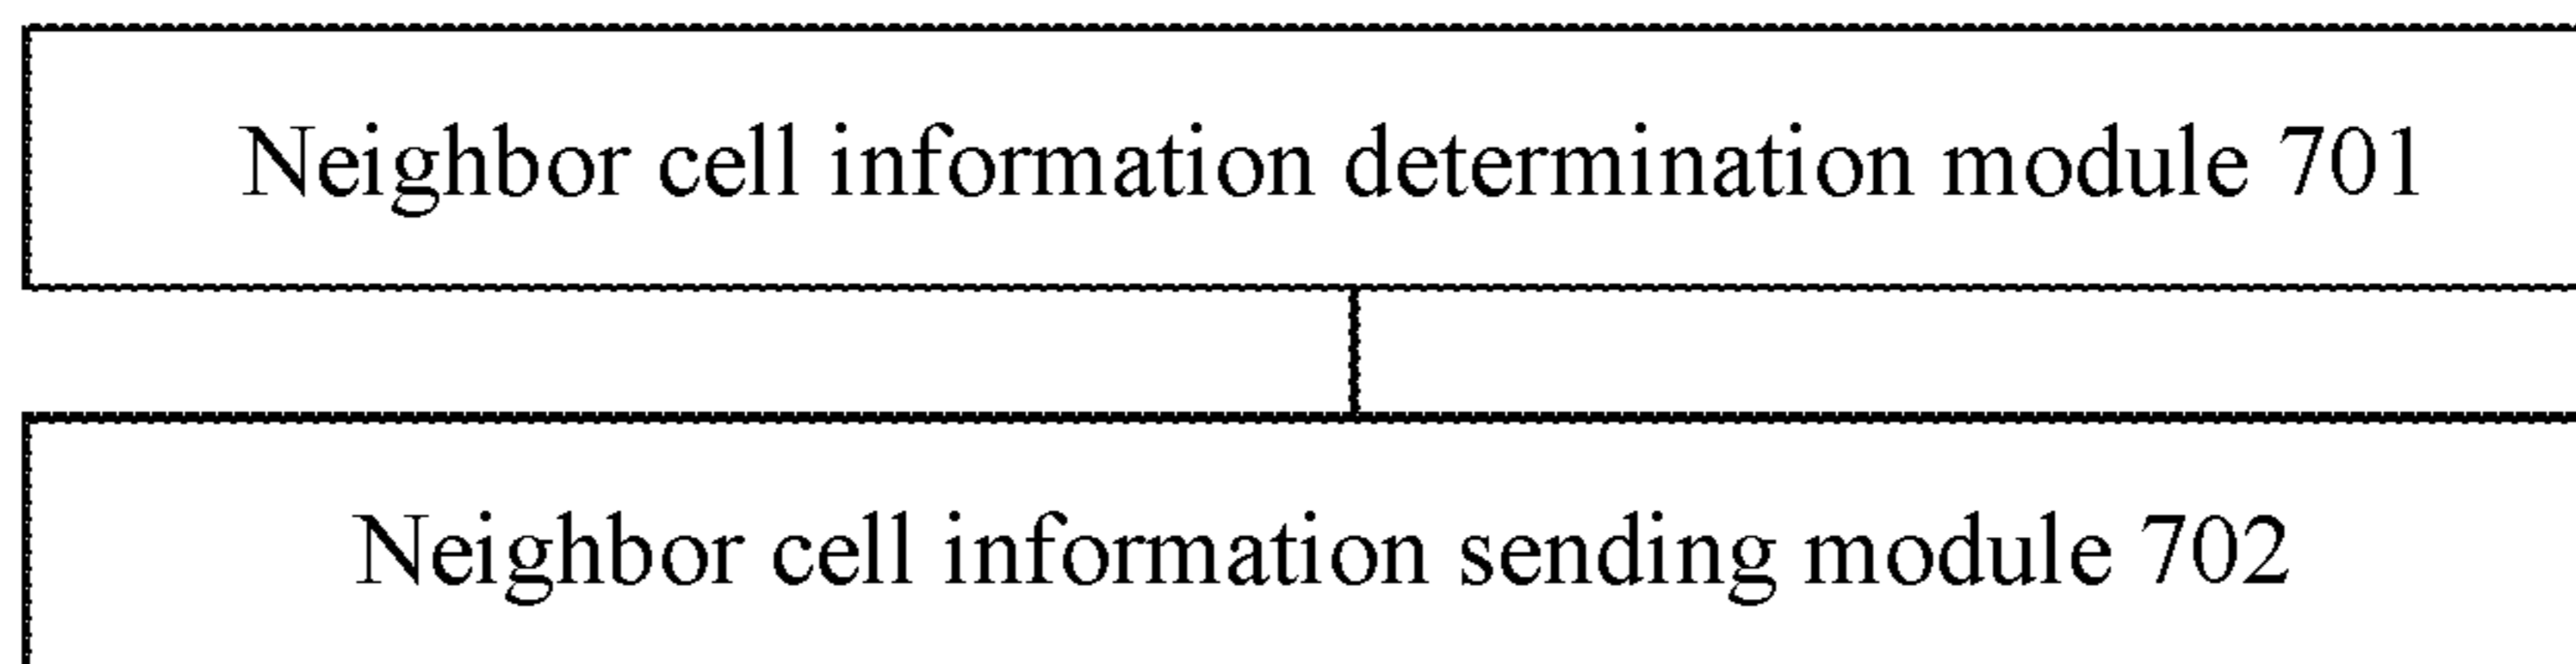 Neighbor cell information determination module 701
Neighbor cell information sending module 702